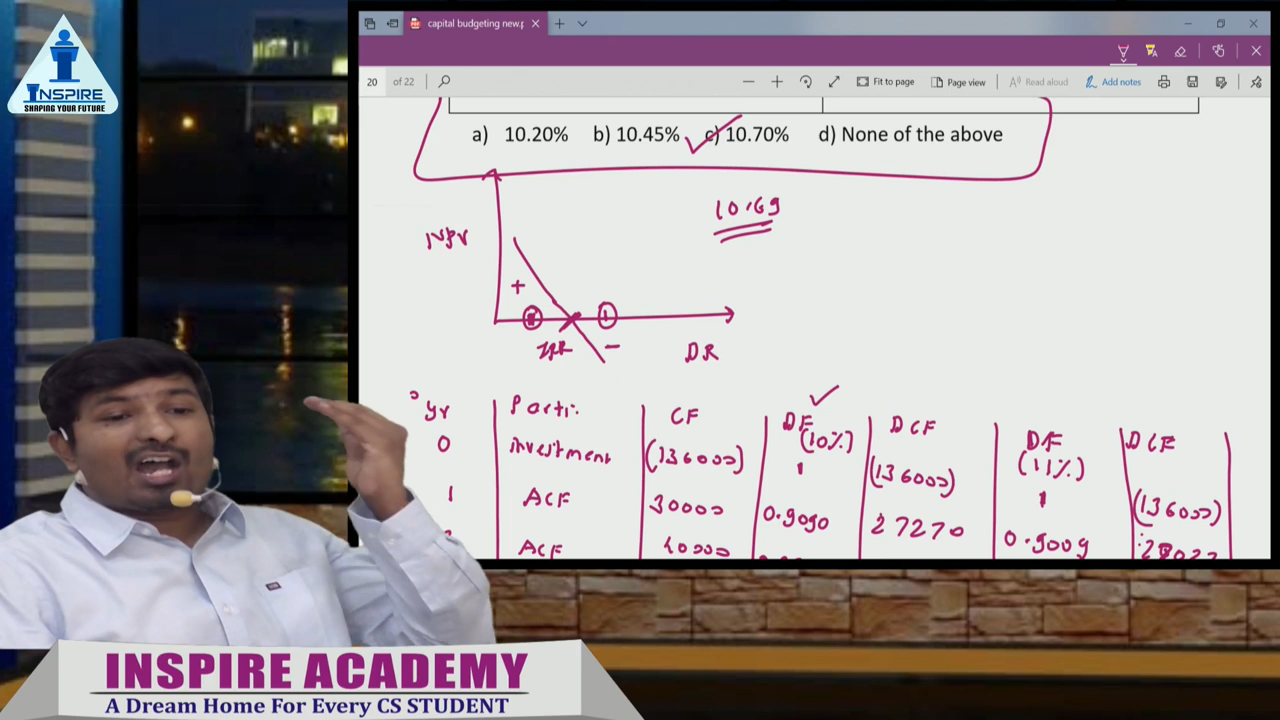 INSPIRE
SHAPING YOUR FUTURE
capital budgeting new.p
20 of 22
Fit to page
Page view
Read aloud
Add notes
a) 10.20% b) 10.45% c) 10.70% d) None of the above
10.69
NPV
+
IRR
-
DR
Yr Parti. CF DF (10%) DCF DF (11%) DCF
0 investment (136000) 1 (136000) 1 (136000)
1 ACF 30000 0.9090 27270 0.9009
ACF 40000
INSPIRE ACADEMY
A Dream Home For Every CS STUDENT